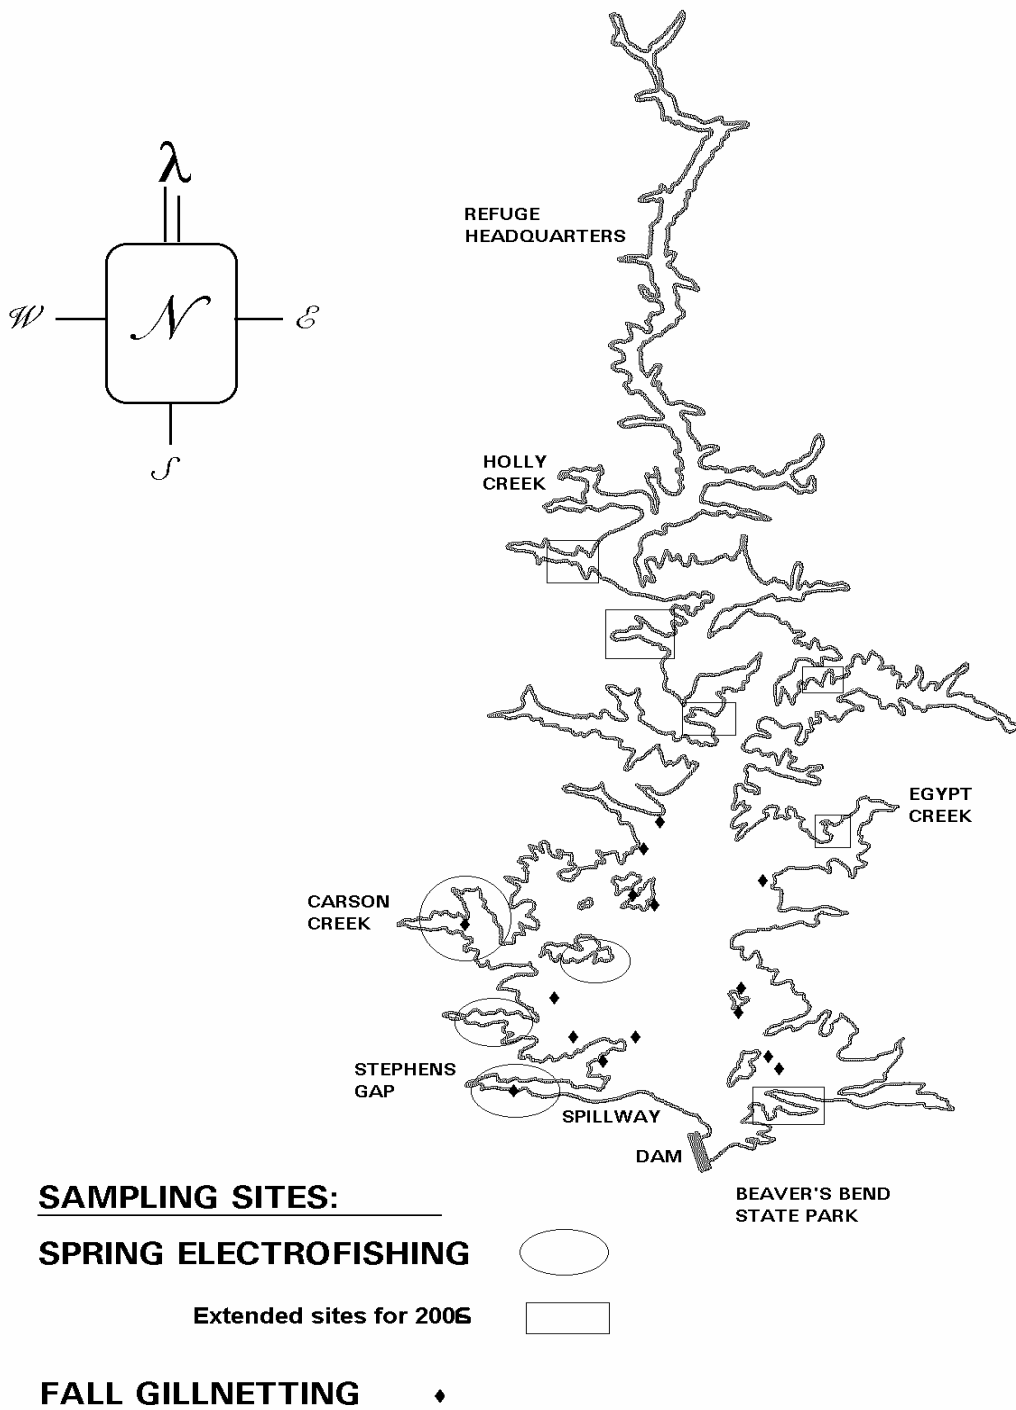 λ
REFUGE
HEADQUARTERS
W N E
S
HOLLY
CREEK
EGYPT
CREEK
CARSON
CREEK
STEPHENS
GAP
SPILLWAY
DAM
BEAVER'S BEND
STATE PARK
SAMPLING SITES:
SPRING ELECTROFISHING
Extended sites for 2006
FALL GILLNETTING